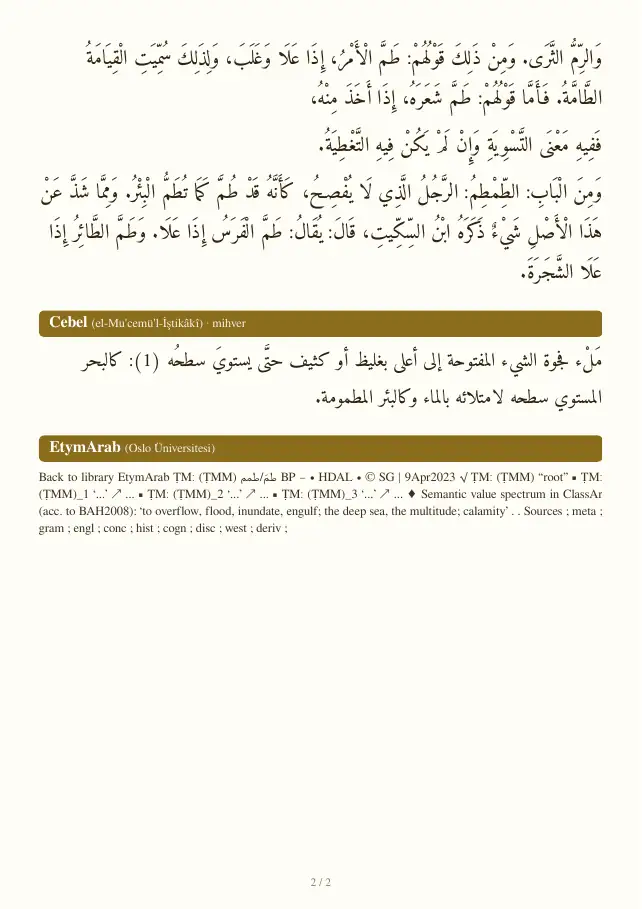 وَالرِّمُّ الثَّرَى. وَمِنْ ذَلِكَ قَوْلُهُمْ: طَمَّ الْأَمْرُ، إِذَا عَلَا وَغَلَبَ، وَلِذَلِكَ سُمِّيَتِ الْقِيَامَةُ
الطَّامَّةُ. فَأَمَّا قَوْلُهُمْ: طَمَّ شَعَرَهُ، إِذَا أَخَذَ مِنْهُ،
فَفِيهِ مَعْنَى التَّسْوِيَةِ وَإِنْ لَمْ يَكُنْ فِيهِ التَّغْطِيَةُ.
وَمِنَ الْبَابِ: الطِّمْطِمُ: الرَّجُلُ الَّذِي لَا يُفْصِحُ، كَأَنَّهُ قَدْ طُمَّ كَمَا تُطَمُّ الْبِئْرُ. وَمِمَّا شَذَّ عَنْ
هَذَا الْأَصْلِ شَيْءٌ ذَكَرَهُ ابْنُ السِّكِّيتِ، قَالَ: يُقَالُ: طَمَّ الْفَرَسُ إِذَا عَلَا. وَطَمَّ الطَّائِرُ إِذَا
عَلَا الشَّجَرَةَ.
Cebel (el-Mu'cemü'l-İştikâkî) · mihver
مَلْء فجوة الشيء المفتوحة إلى أعلى بغليظ أو كثيف حتَّى يستويَ سطحُه (1): كالبحر
المستوي سطحه لامتلائه بالماء وكالبئر المطمومة.
EtymArab (Oslo Üniversitesi)
Back to library EtymArab ṬM: (ṬMM) طمّ/طمم BP – • HDAL • © SG | 9Apr2023 √ ṬM: (ṬMM) “root” ▪ ṬM:
(ṬMM)_1 ‘...’ ↗ ... ▪ ṬM: (ṬMM)_2 ‘...’ ↗ ... ▪ ṬM: (ṬMM)_3 ‘...’ ↗ ... ♦ Semantic value spectrum in ClassAr
(acc. to BAH2008): ‘to overflow, flood, inundate, engulf; the deep sea, the multitude; calamity’ . . Sources ; meta ;
gram ; engl ; conc ; hist ; cogn ; disc ; west ; deriv ;
2 / 2